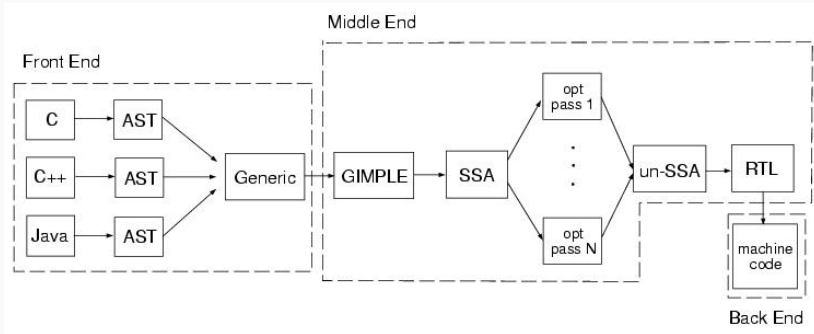 Middle End
Front End
C
AST
C++
AST
Java
AST
Generic
GIMPLE
SSA
opt
pass 1
opt
pass N
un-SSA
RTL
machine
code
Back End